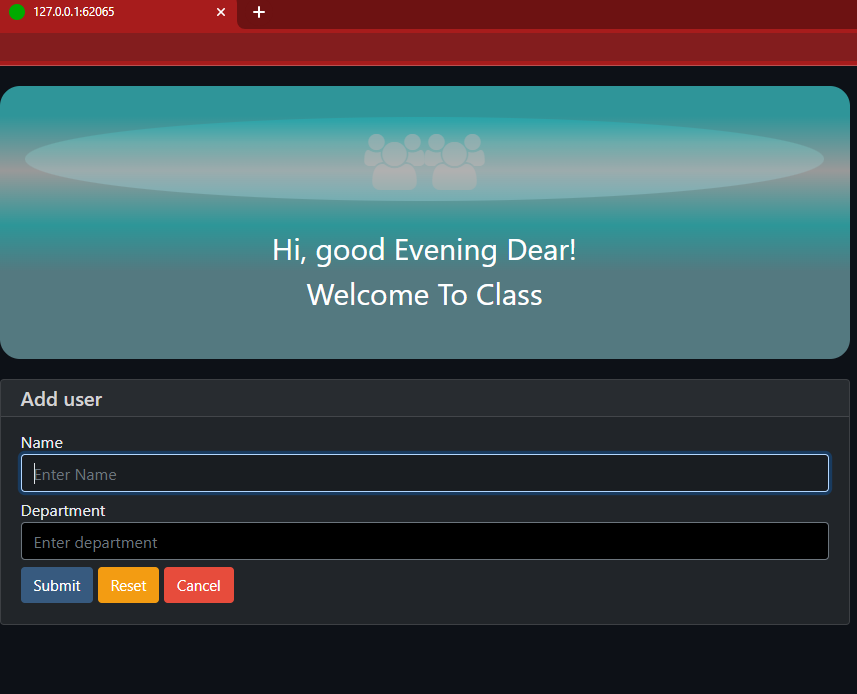 127.0.0.1:62065
Hi, good Evening Dear!
Welcome To Class
Add user
Name
Enter Name
Department
Enter department
Submit Reset Cancel